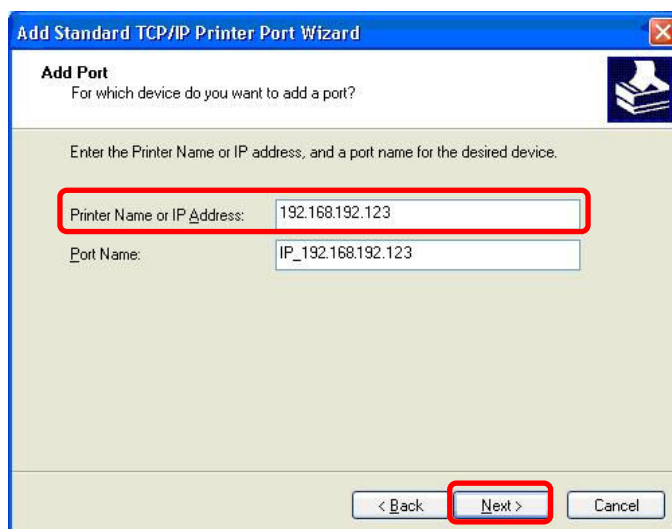 Add Standard TCP/IP Printer Port Wizard
Add Port
For which device do you want to add a port?
Enter the Printer Name or IP address, and a port name for the desired device.
Printer Name or IP Address: 192.168.192.123
Port Name: IP_192.168.192.123
< Back Next > Cancel